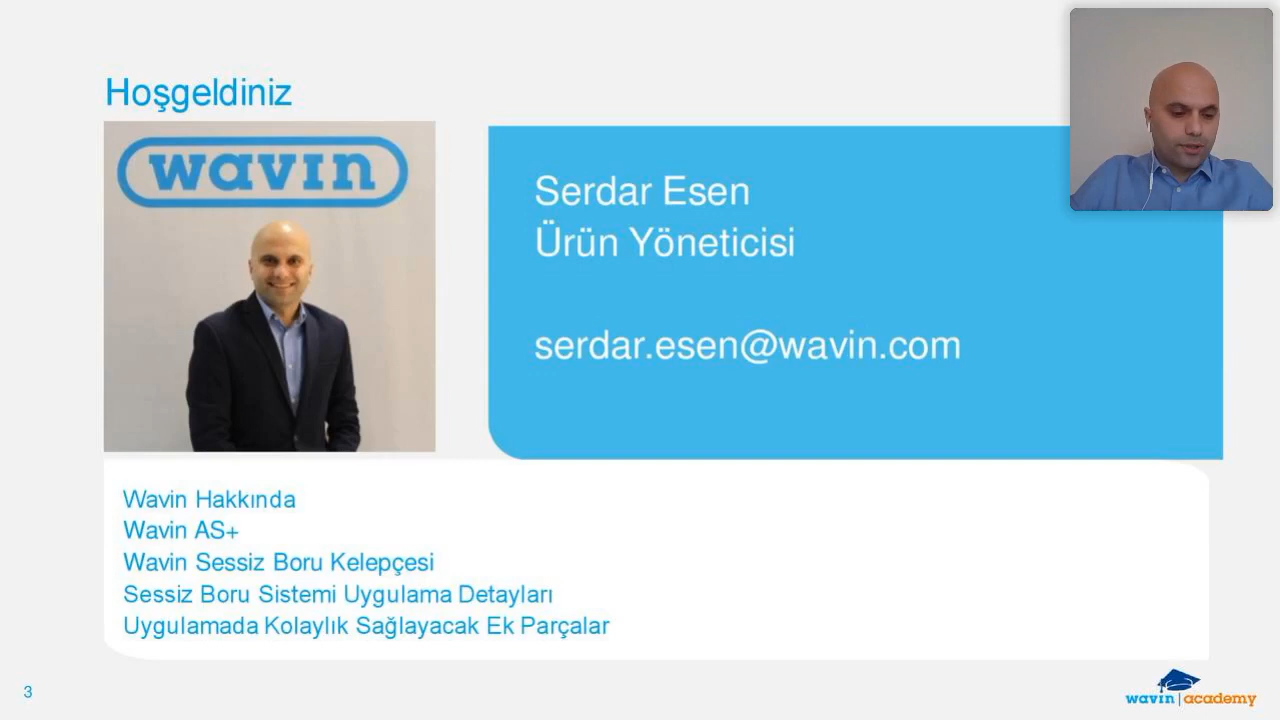 Hoşgeldiniz
wavin
Serdar Esen
Ürün Yöneticisi
serdar.esen@wavin.com
Wavin Hakkında
Wavin AS+
Wavin Sessiz Boru Kelepçesi
Sessiz Boru Sistemi Uygulama Detayları
Uygulamada Kolaylık Sağlayacak Ek Parçalar
3
wavin|academy